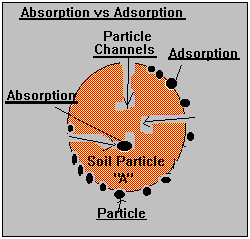 Absorption vs Adsorption
Particle
Channels
Adsorption
Absorption
Soil Particle
"A"
Particle